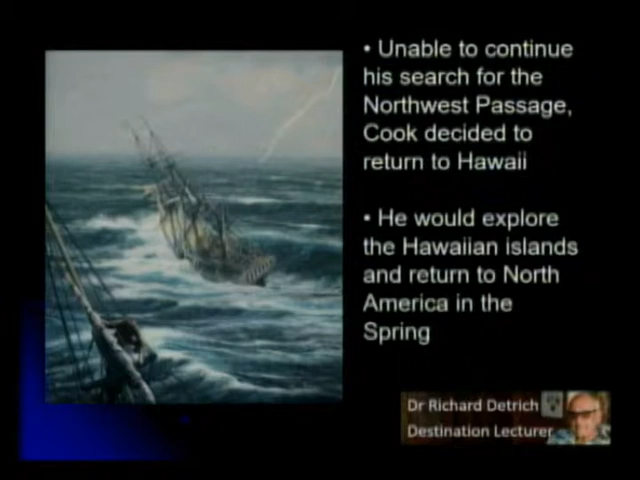 • Unable to continue
his search for the
Northwest Passage,
Cook decided to
return to Hawaii
• He would explore
the Hawaiian islands
and return to North
America in the
Spring
Dr Richard Detrich
Destination Lecturer